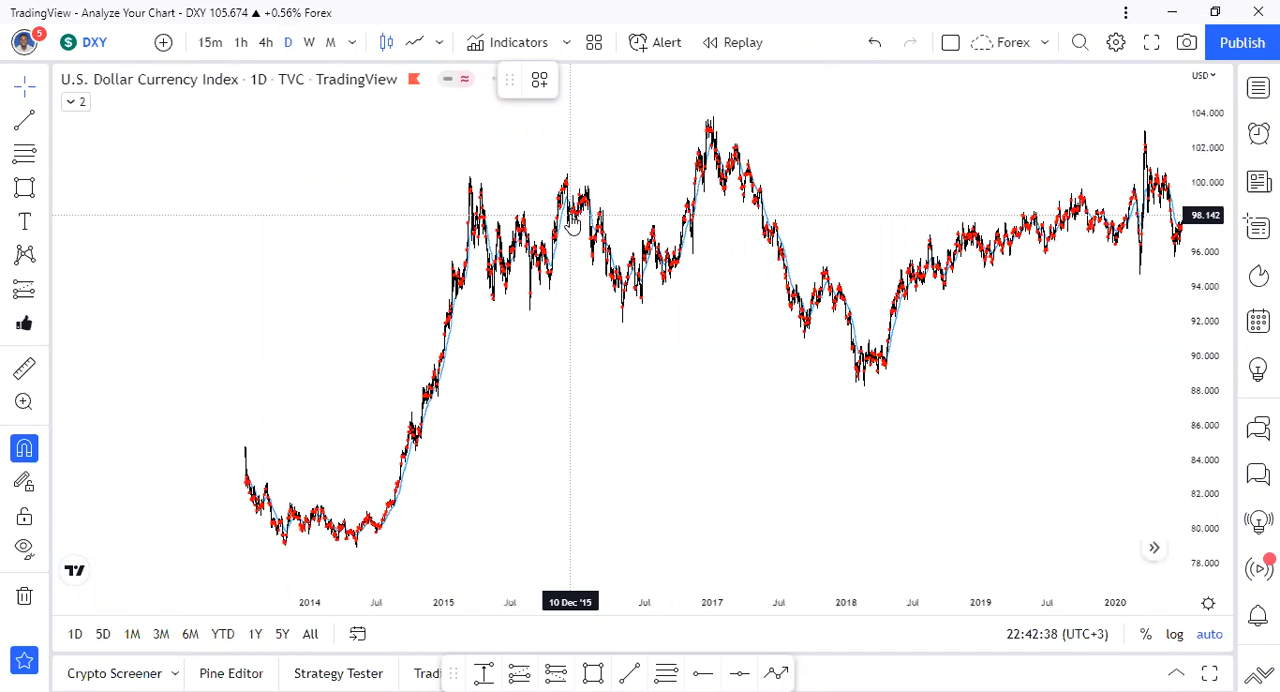 TradingView - Analyze Your Chart - DXY 105.674 ▲ +0.56% Forex
5
S DXY 15m 1h 4h D W M Indicators Alert Replay Forex Publish
U.S. Dollar Currency Index · 1D · TVC · TradingView
2
USD
104.000
102.000
100.000
98.142
96.000
94.000
92.000
90.000
88.000
86.000
84.000
82.000
80.000
78.000
2014 Jul 2015 Jul 10 Dec '15 Jul 2017 Jul 2018 Jul 2019 Jul 2020
1D 5D 1M 3M 6M YTD 1Y 5Y All 22:42:38 (UTC+3) % log auto
Crypto Screener Pine Editor Strategy Tester Tradi